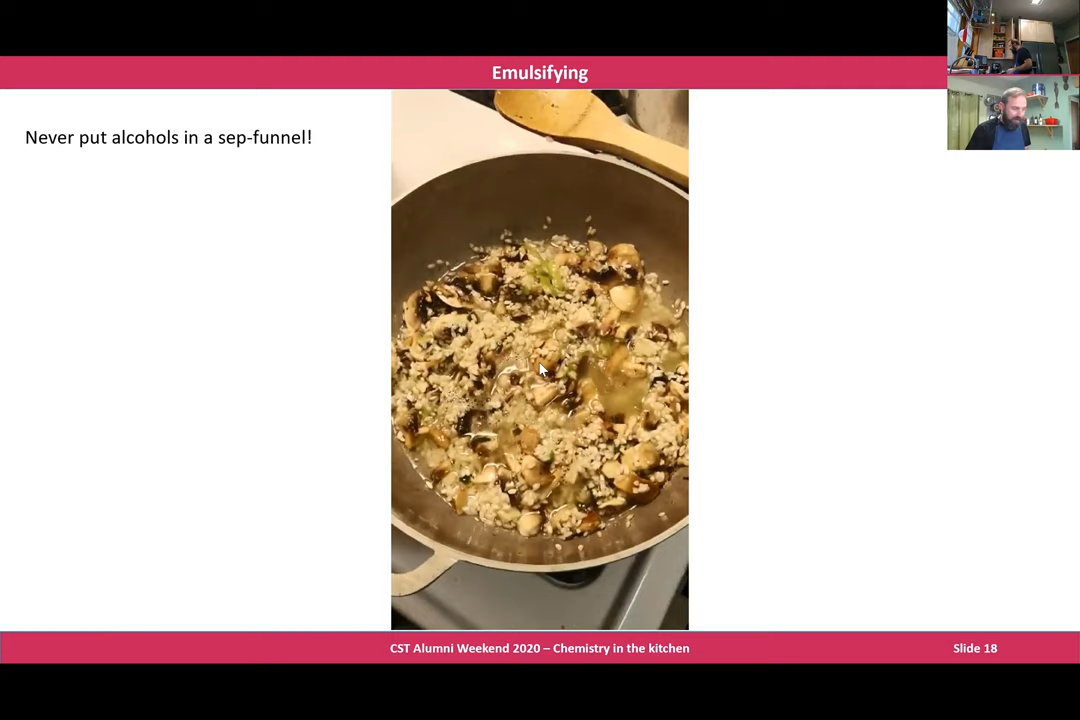 Emulsifying
Never put alcohols in a sep-funnel!
CST Alumni Weekend 2020 – Chemistry in the kitchen
Slide 18